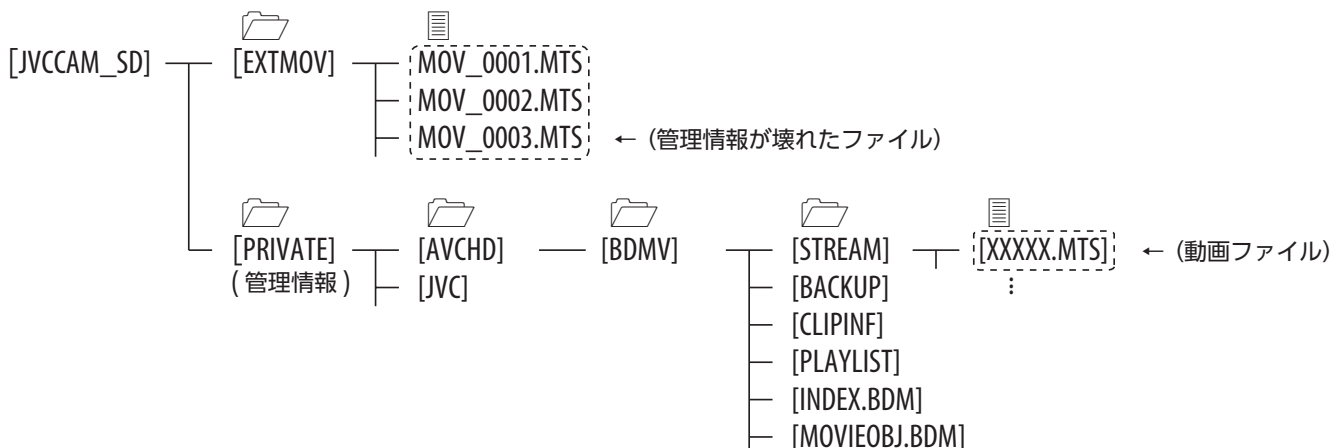 [JVCCAM_SD]
[EXTMOV]
MOV_0001.MTS
MOV_0002.MTS
MOV_0003.MTS
←（管理情報が壊れたファイル）
[PRIVATE]
(管理情報)
[AVCHD]
[JVC]
[BDMV]
[STREAM]
[BACKUP]
[CLIPINF]
[PLAYLIST]
[INDEX.BDM]
[MOVIEOBJ.BDM]
[XXXXX.MTS]
←（動画ファイル）